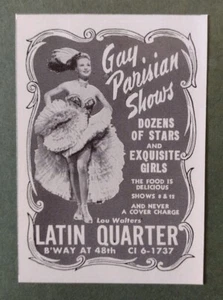 Gay
Parisian
Shows
DOZENS
OF STARS
AND
EXQUISITE
GIRLS
THE FOOD IS
DELICIOUS
SHOWS 8 & 12
AND NEVER
A COVER CHARGE
Lou Walters
LATIN QUARTER
B'WAY AT 48th CI 6-1737